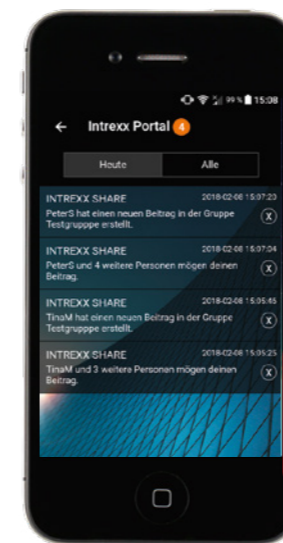 99 % 15:08
Intrexx Portal 4
Heute Alle
INTREXX SHARE 2018-02-08 15:07:20
PeterS hat einen neuen Beitrag in der Gruppe
Testgrupppe erstellt. X
INTREXX SHARE 2018-02-08 15:07:04
PeterS und 4 weitere Personen mögen deinen
Beitrag. X
INTREXX SHARE 2018-02-08 15:05:45
TinaM hat einen neuen Beitrag in der Gruppe
Testgrupppe erstellt. X
INTREXX SHARE 2018-02-08 15:05:25
TinaM und 3 weitere Personen mögen deinen
Beitrag. X